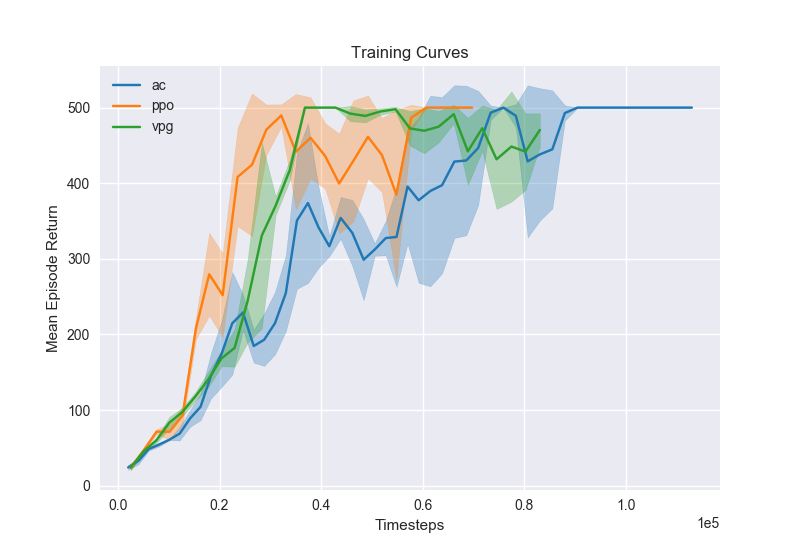 Training Curves
ac
ppo
vpg
Mean Episode Return
500
400
300
200
100
0
0.0 0.2 0.4 0.6 0.8 1.0
1e5
Timesteps